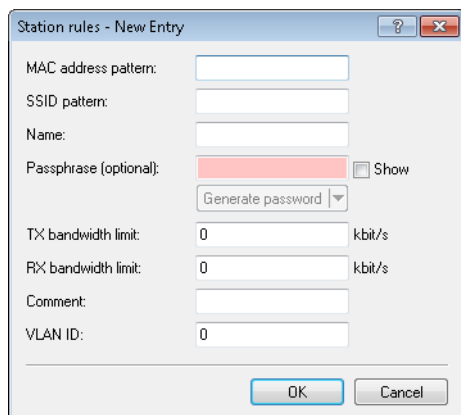 Station rules - New Entry
MAC address pattern:
SSID pattern:
Name:
Passphrase (optional):
Show
Generate password
TX bandwidth limit: 0 kbit/s
RX bandwidth limit: 0 kbit/s
Comment:
VLAN ID: 0
OK Cancel